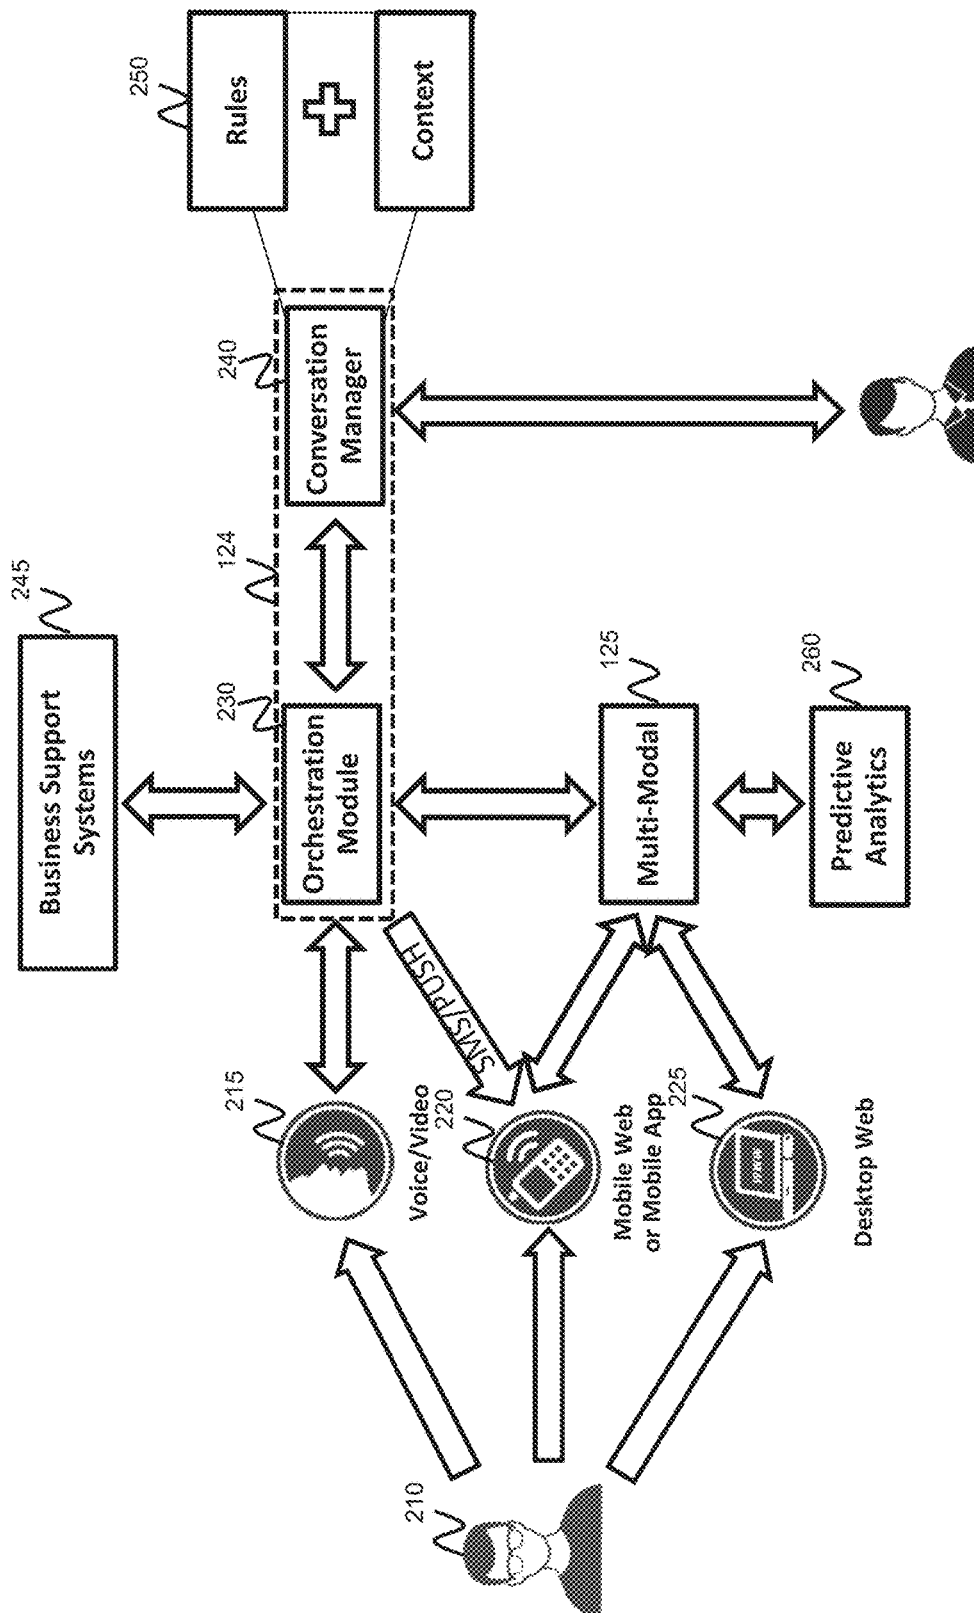 245
Business Support
Systems
250
Rules
Context
230
124
240
Orchestration
Module
Conversation
Manager
215
Voice/Video
SMS/PUSH
210
220
Mobile Web
or Mobile App
125
Multi-Modal
225
Desktop Web
260
Predictive
Analytics